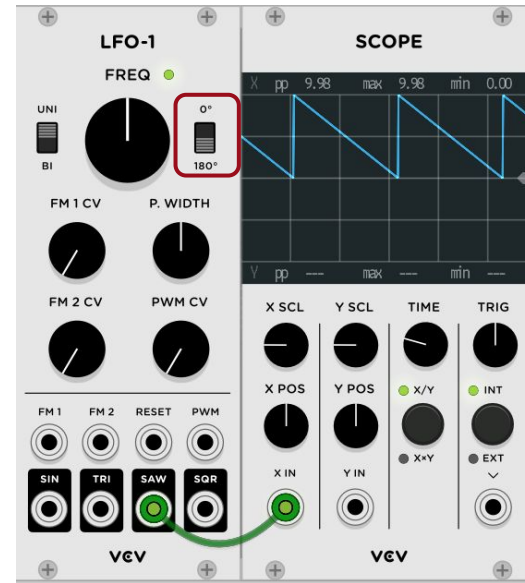 LFO-1
FREQ
UNI
BI
0°
180°
FM 1 CV P. WIDTH
FM 2 CV PWM CV
FM 1 FM 2 RESET PWM
SIN TRI SAW SQR
VCV
SCOPE
X pp 9.98 max 9.98 min 0.00
Y pp --- max --- min ---
X SCL Y SCL TIME TRIG
X POS Y POS X/Y INT
X×Y EXT
X IN Y IN
VCV